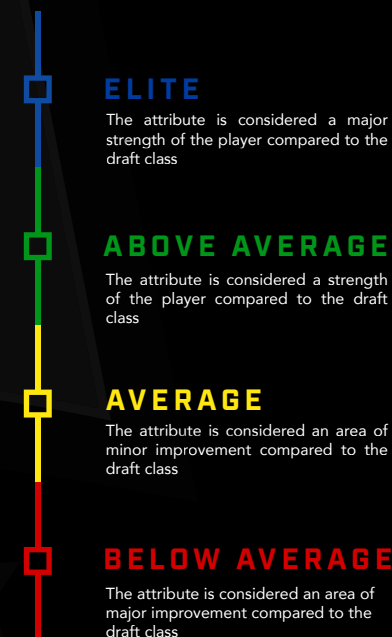 ELITE
The attribute is considered a major
strength of the player compared to the
draft class
ABOVE AVERAGE
The attribute is considered a strength
of the player compared to the draft
class
AVERAGE
The attribute is considered an area of
minor improvement compared to the
draft class
BELOW AVERAGE
The attribute is considered an area of
major improvement compared to the
draft class